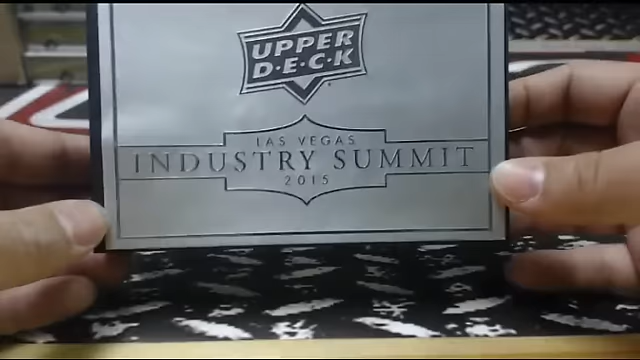 UPPER
D·E·C·K
LAS VEGAS
INDUSTRY SUMMIT
2015